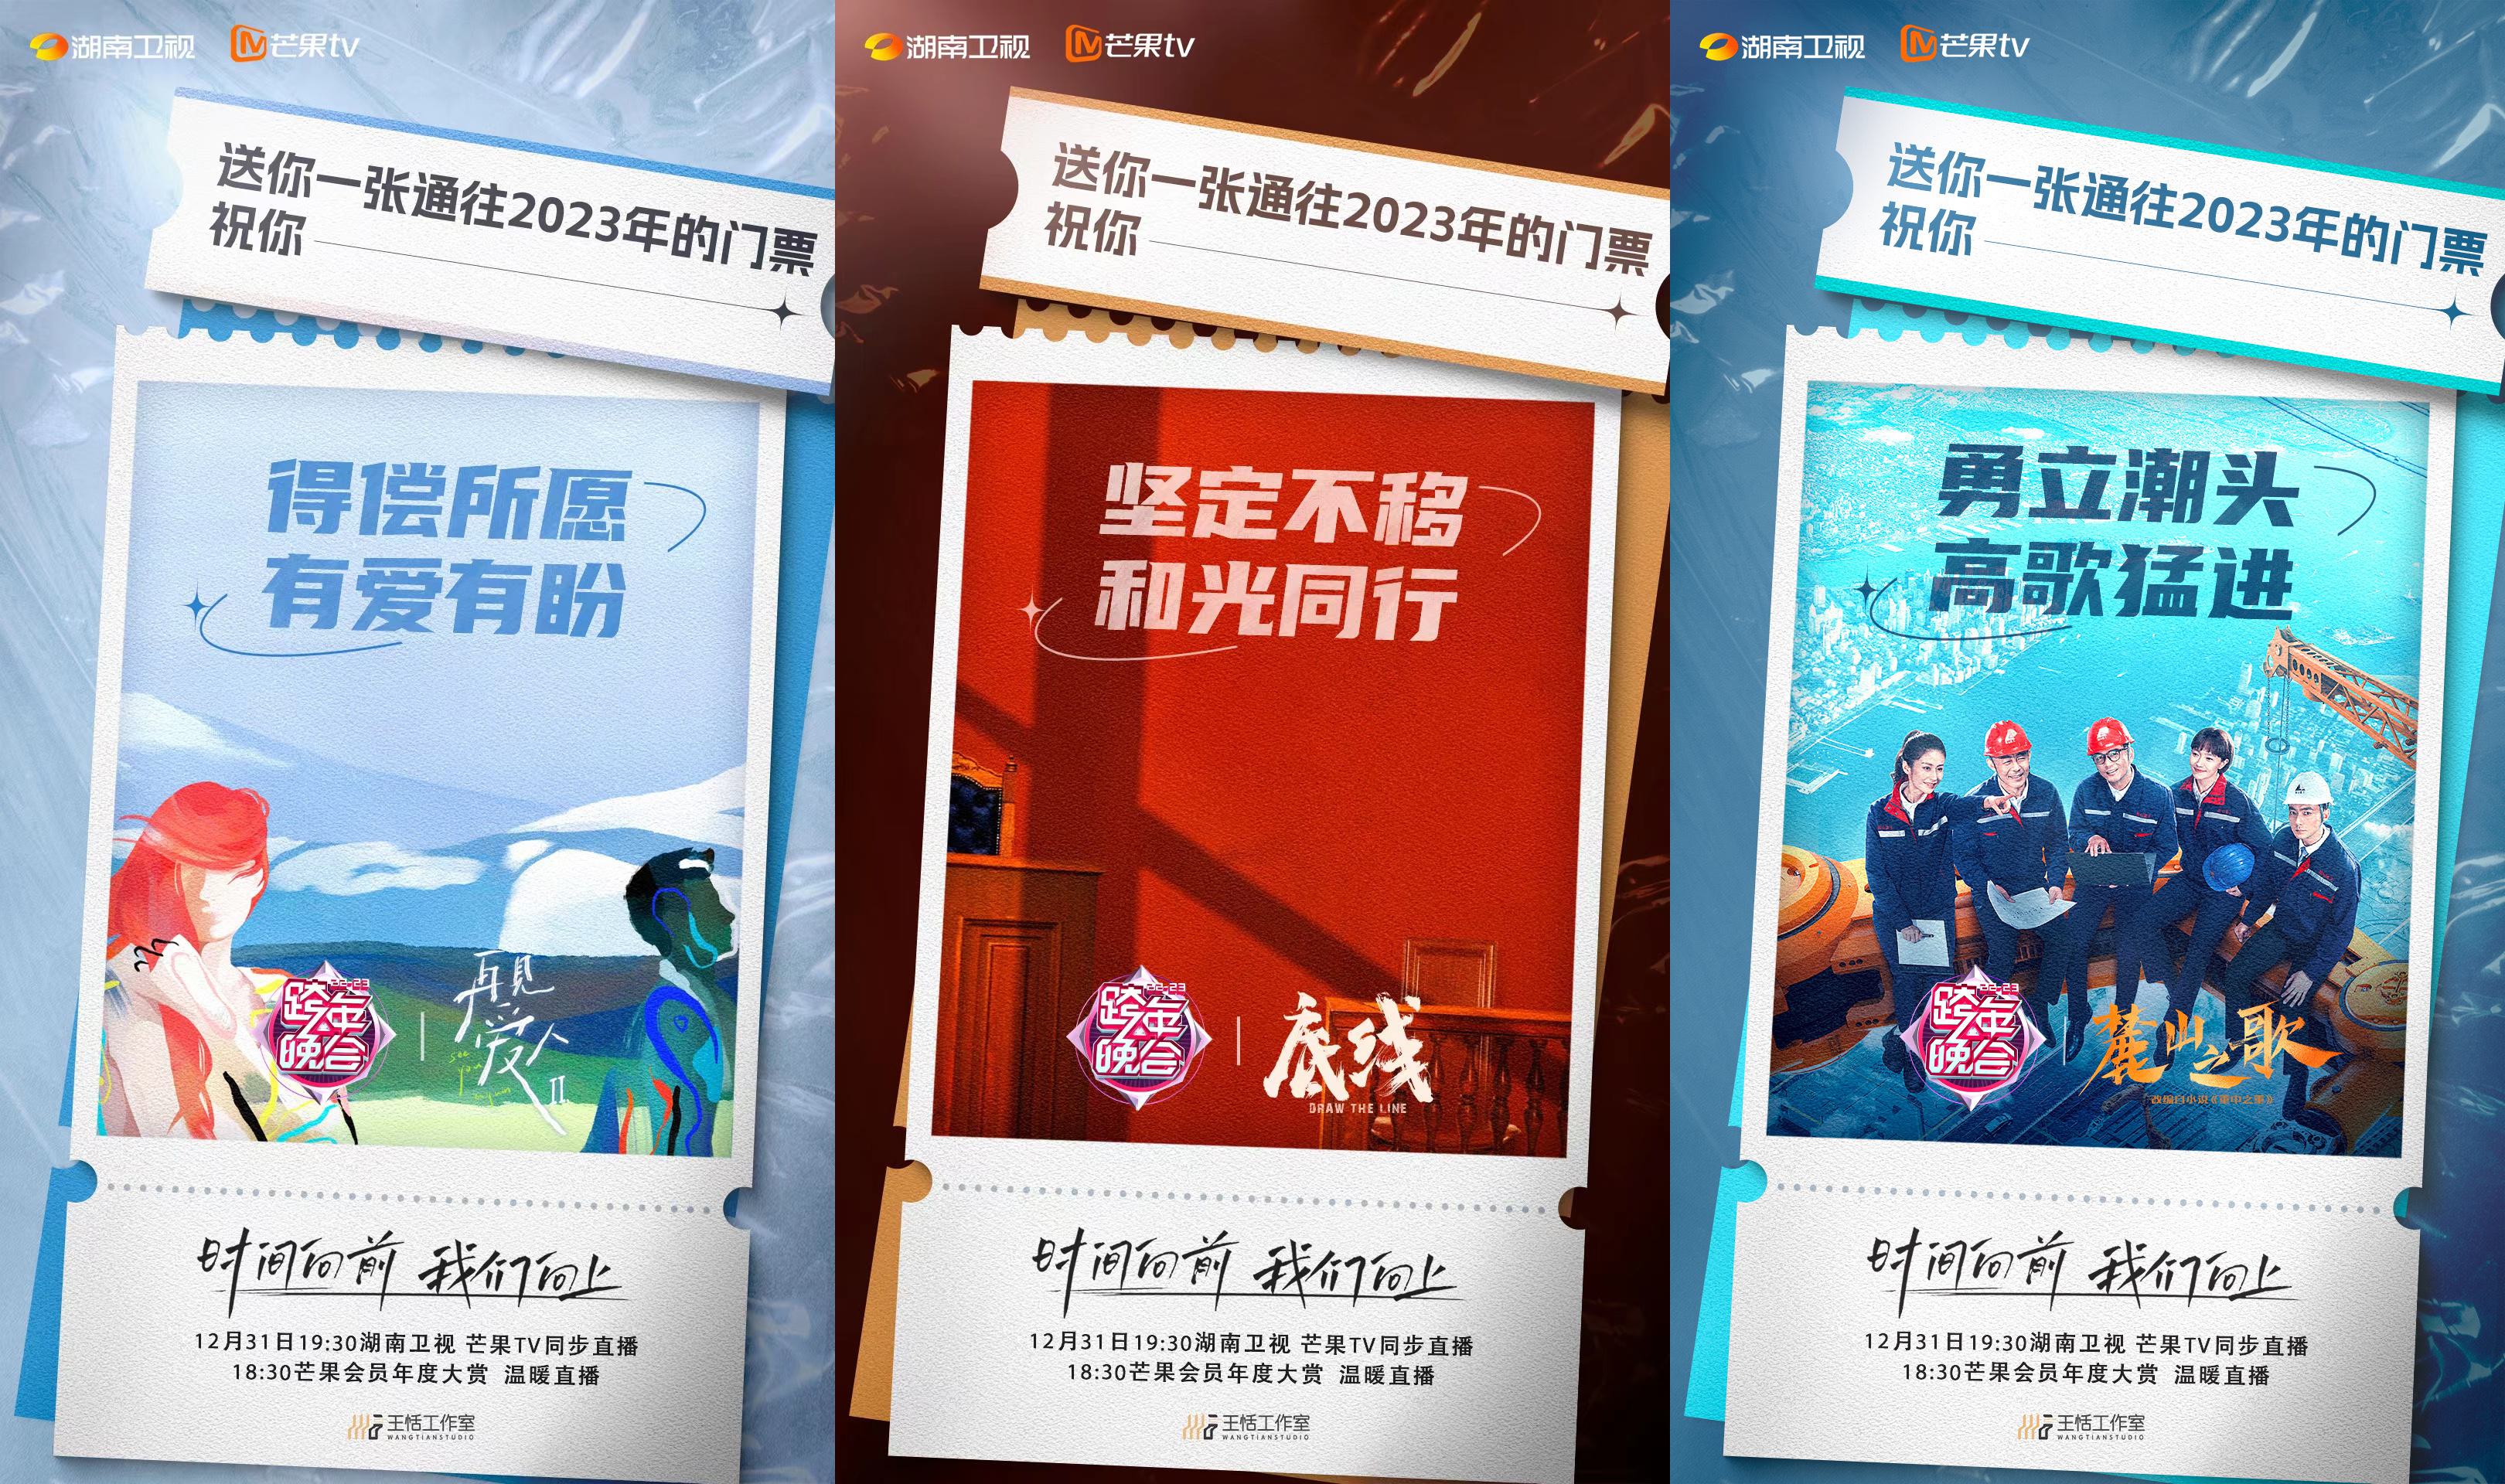 湖南卫视 芒果tv
送你一张通往2023年的门票
祝你
得偿所愿
有爱有盼
22-23
跨年
晚会
再见
爱人
see you again
II
时间向前 我们向上
12月31日19:30湖南卫视 芒果TV同步直播
18:30芒果会员年度大赏 温暖直播
王恬工作室
WANGTIANSTUDIO
湖南卫视 芒果tv
送你一张通往2023年的门票
祝你
坚定不移
和光同行
22-23
跨年
晚会
底线
DRAW THE LINE
时间向前 我们向上
12月31日19:30湖南卫视 芒果TV同步直播
18:30芒果会员年度大赏 温暖直播
王恬工作室
WANGTIANSTUDIO
湖南卫视 芒果tv
送你一张通往2023年的门票
祝你
勇立潮头
高歌猛进
22-23
跨年
晚会
麓山之歌
改编自小说《重中之重》
时间向前 我们向上
12月31日19:30湖南卫视 芒果TV同步直播
18:30芒果会员年度大赏 温暖直播
王恬工作室
WANGTIANSTUDIO